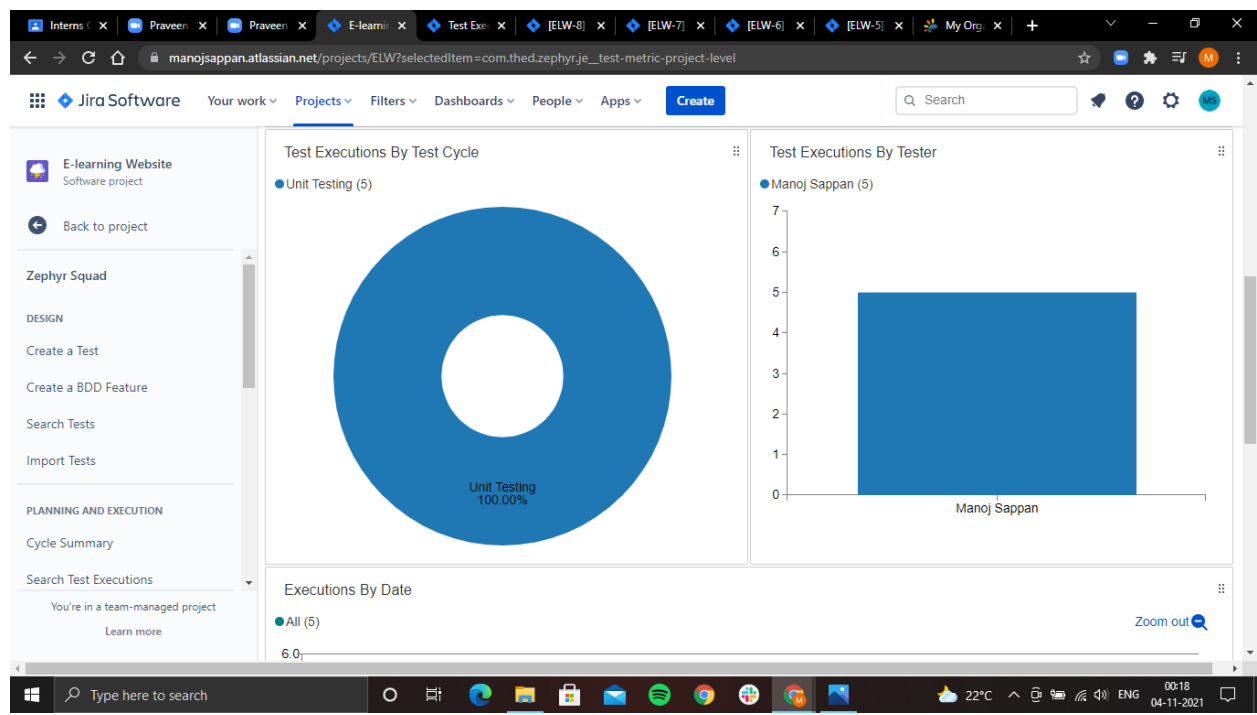 Interns C
Praveen
Praveen
E-learnin
Test Exec
[ELW-8]
[ELW-7]
[ELW-6]
[ELW-5]
My Orga
manojsappan.atlassian.net/projects/ELW?selectedItem=com.thed.zephyr.je__test-metric-project-level
M
Jira Software
Your work
Projects
Filters
Dashboards
People
Apps
Create
Search
MS
E-learning Website
Software project
Back to project
Zephyr Squad
DESIGN
Create a Test
Create a BDD Feature
Search Tests
Import Tests
PLANNING AND EXECUTION
Cycle Summary
Search Test Executions
You're in a team-managed project
Learn more
Test Executions By Test Cycle
Unit Testing (5)
Unit Testing
100.00%
Test Executions By Tester
Manoj Sappan (5)
7
6
5
4
3
2
1
0
Manoj Sappan
Executions By Date
All (5)
Zoom out
6.0
Type here to search
22°C
ENG
00:18
04-11-2021